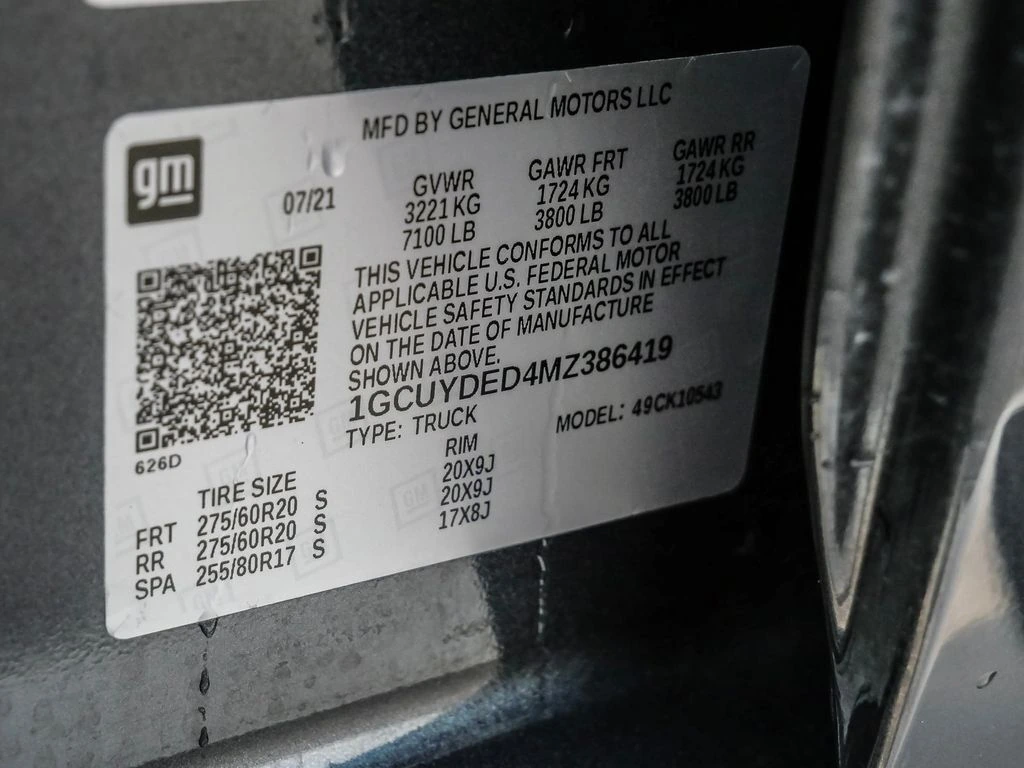 MFD BY GENERAL MOTORS LLC
gm
07/21
GVWR GAWR FRT GAWR RR
3221 KG 1724 KG 1724 KG
7100 LB 3800 LB 3800 LB
THIS VEHICLE CONFORMS TO ALL
APPLICABLE U.S. FEDERAL MOTOR
VEHICLE SAFETY STANDARDS IN EFFECT
ON THE DATE OF MANUFACTURE
SHOWN ABOVE.
1GCUYDED4MZ386419
TYPE: TRUCK MODEL: 49CK10543
626D
TIRE SIZE RIM
FRT 275/60R20 S 20X9J
RR 275/60R20 S 20X9J
SPA 255/80R17 S 17X8J